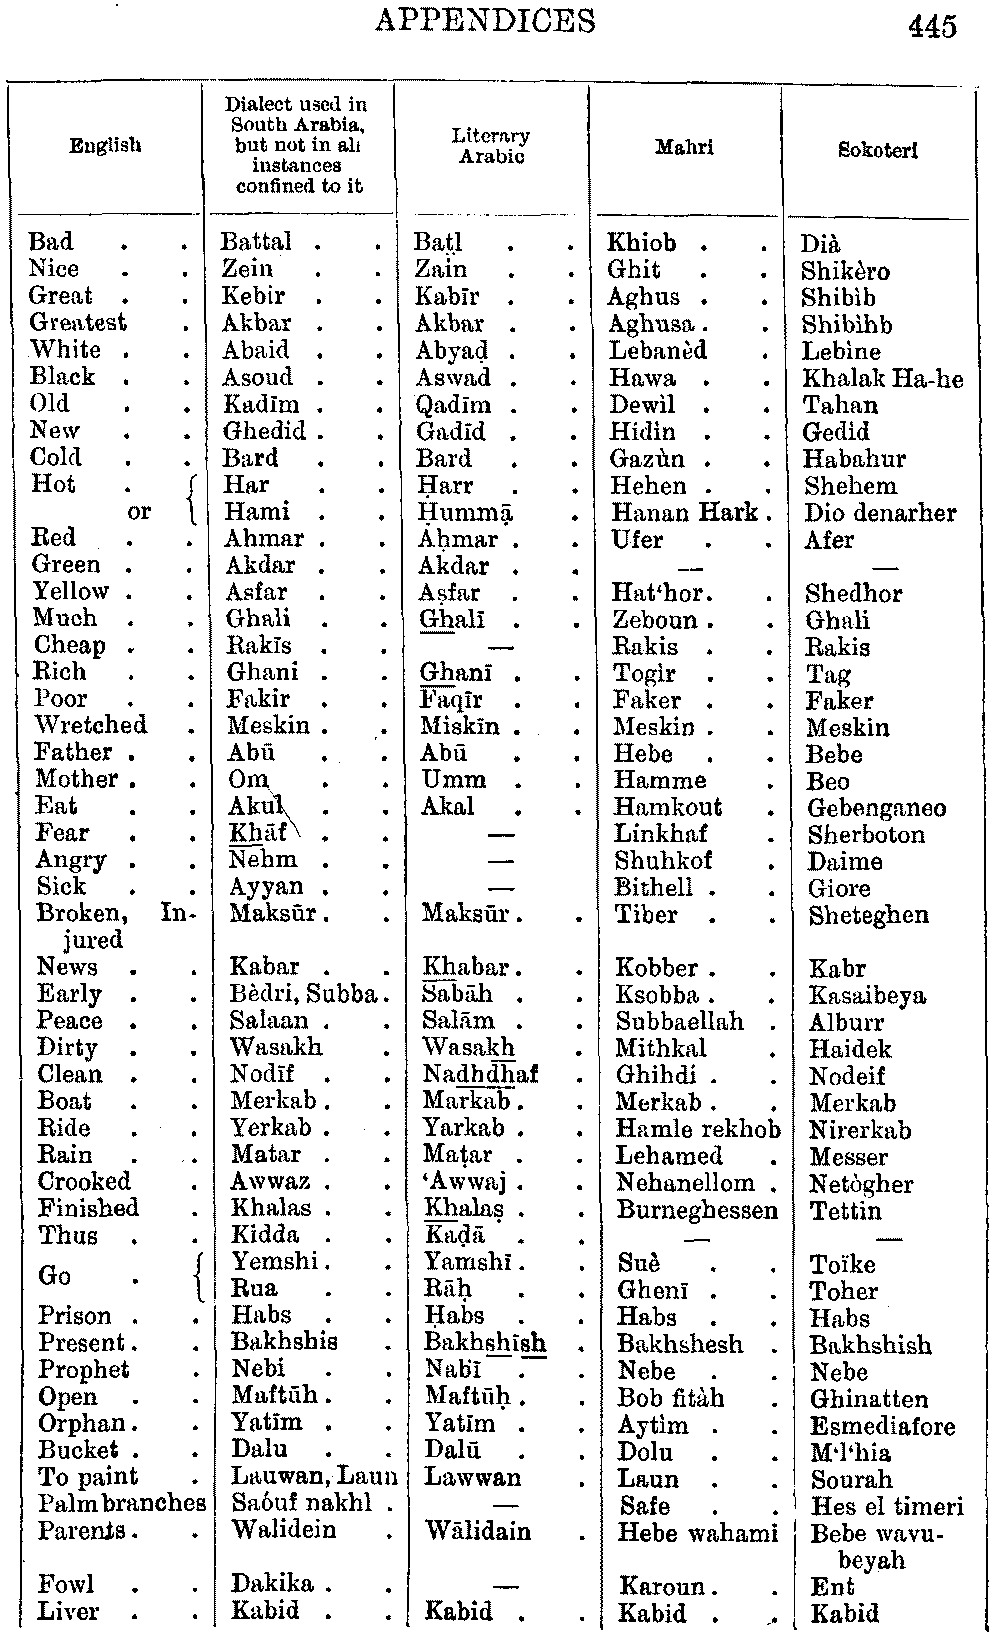 APPENDICES 445
English | Dialect used in South Arabia, but not in all instances confined to it | Literary Arabic | Mahri | Sokoteri
Bad . . Battal . . Baṭl . . Khiob . . Dià
Nice . . Zein . . Zain . . Ghit . . Shikèro
Great . . Kebir . . Kabīr . . Aghus . . Shibìb
Greatest . Akbar . . Akbar . . Aghusa . . Shibìhb
White . . Abaid . . Abyaḍ . . Lebanèd . Lebìne
Black . . Asoud . . Aswad . . Hawa . . Khalak Ha-he
Old . . Kadīm . . Qadīm . . Dewìl . . Tahan
New . . Ghedid . . Gadīd . . Hidin . . Gedid
Cold . . Bard . . Bard . . Gazùn . . Habahur
Hot . { Har . . Ḥarr . . Hehen . . Shehem
or { Hami . . Ḥummā . Hanan Hark . Dio denarher
Red . . Ahmar . . Aḥmar . . Ufer . . Afer
Green . . Akdar . . Akdar . . — —
Yellow . . Asfar . . Aṣfar . . Hat‘hor . . Shedhor
Much . . Ghali . . Ghalī . . Zeboun . . Ghali
Cheap . . Rakīs . . — Rakis . . Rakis
Rich . . Ghani . . Ghanī . . Togìr . . Tag
Poor . . Fakir . . Faqīr . . Faker . . Faker
Wretched . Meskin . . Miskīn . . Meskin . . Meskin
Father . . Abū . . Abū . . Hebe . . Bebe
Mother . . Om . . Umm . . Hamme . Beo
Eat . . Akul . . Akal . . Hamkout . Gebenganeo
Fear . . Khāf . . — Linkhaf . Sherboton
Angry . . Nehm . . — Shuhkof . Daime
Sick . . Ayyan . . — Bithell . . Giore
Broken, In- Maksūr . . Maksūr . . Tiber . . Sheteghen
jured
News . . Kabar . . Khabar . . Kobber . . Kabr
Early . . Bèdri, Subba . Sabāh . . Ksobba . . Kasaibeya
Peace . . Salaan . . Salām . . Subbaellah . Alburr
Dirty . . Wasakh . Wasakh . Mithkal . Haidek
Clean . . Nodīf . . Nadhdhaf . Ghihdi . . Nodeif
Boat . . Merkab . . Markab . . Merkab . . Merkab
Ride . . Yerkab . . Yarkab . . Hamle rekhob Nirerkab
Rain . . Matar . . Maṭar . . Lehamed . Messer
Crooked . Awwaz . . ‘Awwaj . . Nehanellom . Netògher
Finished . Khalas . . Khalaṣ . . Burneghessen Tettin
Thus . . Kidda . . Kaḍā . . — —
Go . { Yemshi . . Yamshī . . Suè . . Toïke
{ Rua . . Rāḥ . . Ghenī . . Toher
Prison . . Habs . . Ḥabs . . Habs . . Habs
Present . . Bakhshis . Bakhshīsh . Bakhshesh . Bakhshish
Prophet . Nebi . . Nabī . . Nebe . . Nebe
Open . . Maftūh . . Maftūḥ . . Bob fitàh . Ghinatten
Orphan . . Yatīm . . Yatīm . . Aytìm . . Esmediafore
Bucket . . Dalu . . Dalū . . Dolu . . M‘l‘hia
To paint . Lauwan, Laun Lawwan . Laun . . Sourah
Palm branches Saóuf nakhl . — Safe . . Hes el timeri
Parents . . Walidein . Wālidain . Hebe wahami Bebe wavu-
beyah
Fowl . . Dakika . . — Karoun . . Ent
Liver . . Kabid . . Kabid . . Kabid . . Kabid